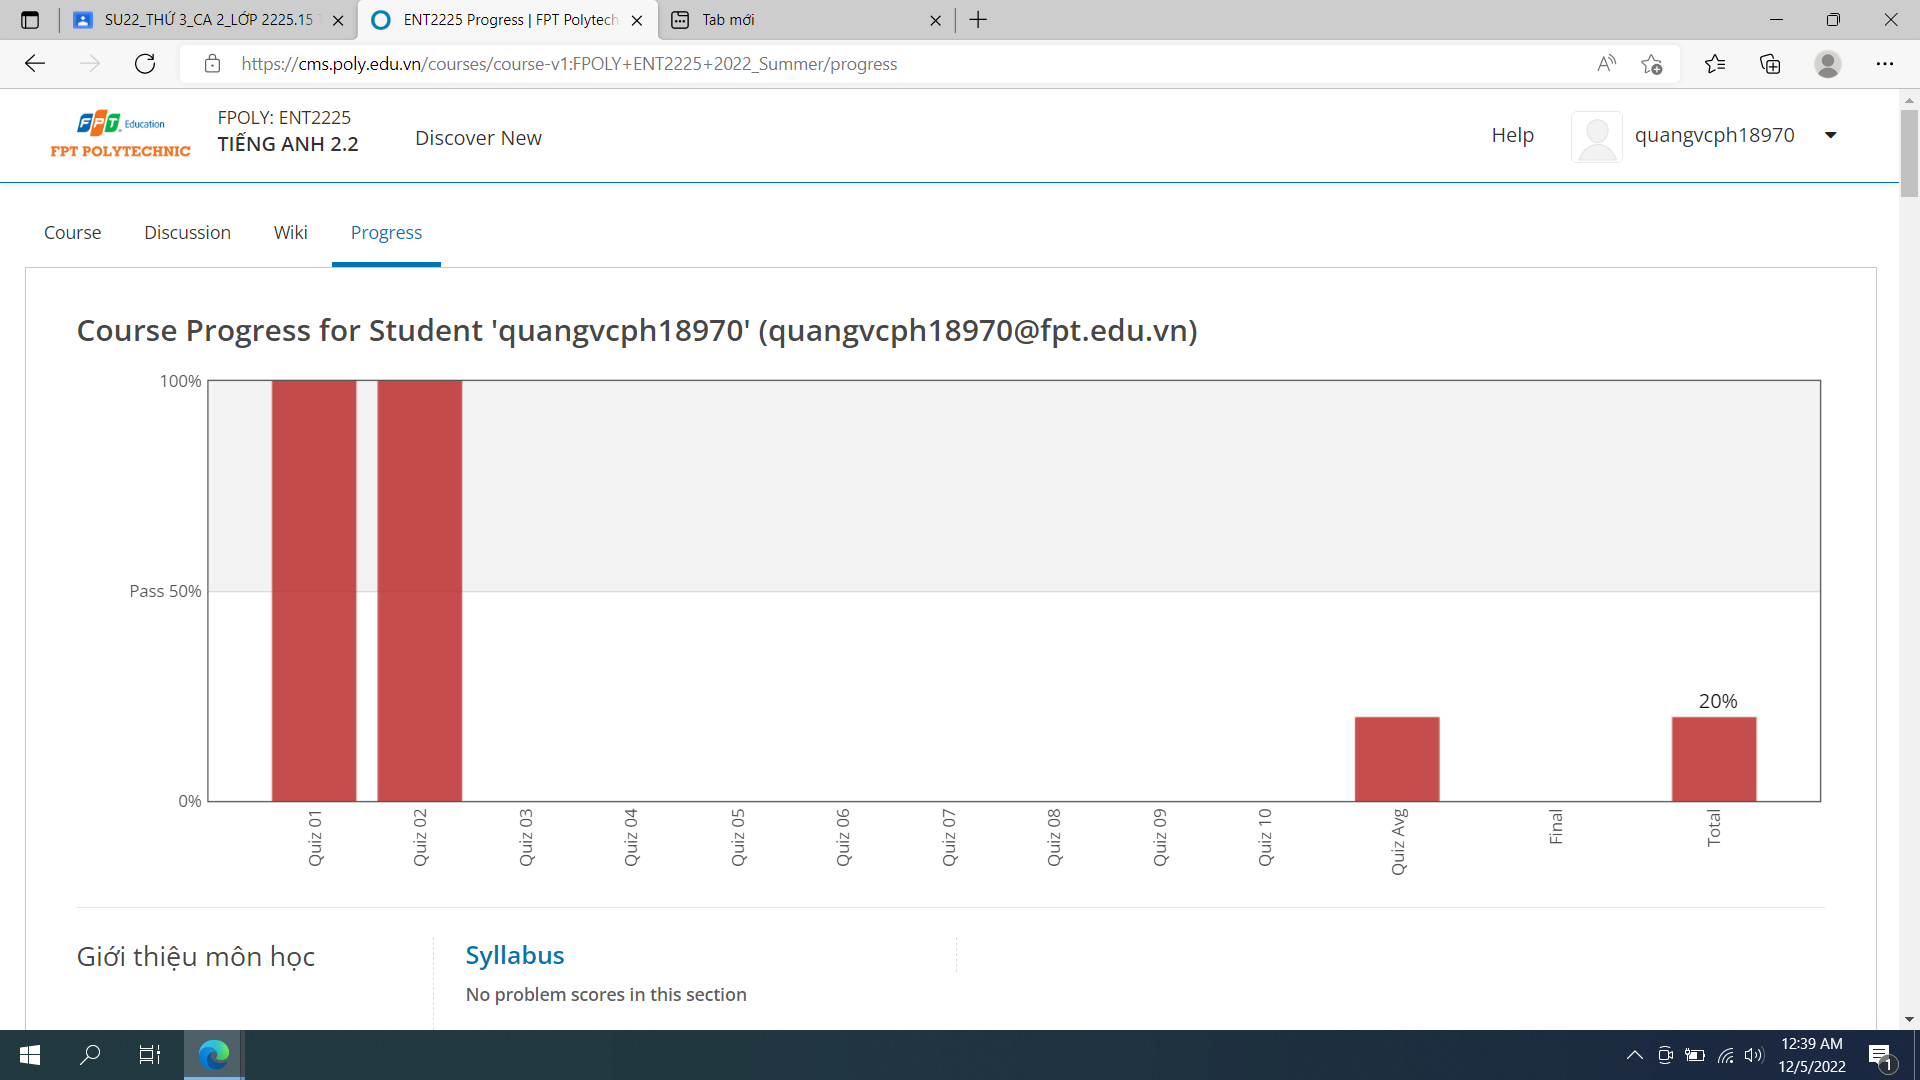 SU22_THỨ 3_CA 2_LỚP 2225.15
ENT2225 Progress | FPT Polytech
Tab mới
https://cms.poly.edu.vn/courses/course-v1:FPOLY+ENT2225+2022_Summer/progress
FPT Education
FPT POLYTECHNIC
FPOLY: ENT2225
TIẾNG ANH 2.2
Discover New
Help
quangvcph18970
Course
Discussion
Wiki
Progress
Course Progress for Student 'quangvcph18970' (quangvcph18970@fpt.edu.vn)
100%
Pass 50%
0%
20%
Quiz 01
Quiz 02
Quiz 03
Quiz 04
Quiz 05
Quiz 06
Quiz 07
Quiz 08
Quiz 09
Quiz 10
Quiz Avg
Final
Total
Giới thiệu môn học
Syllabus
No problem scores in this section
12:39 AM
12/5/2022
1